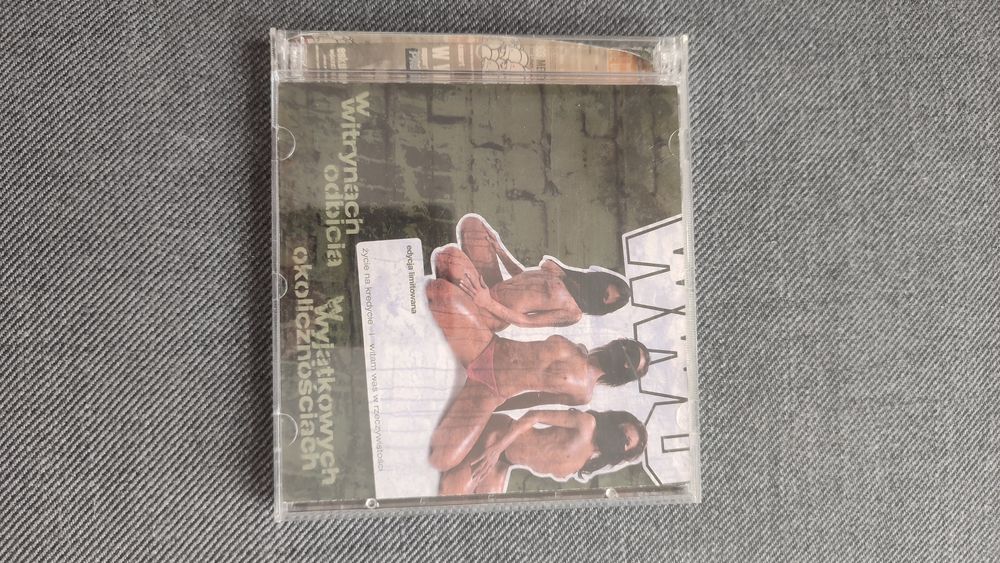 edycja limitowana
życie na kredycie + witam was w rzeczywistości
W witrynach
odbicia
W wyjątkowych
okolicznościach